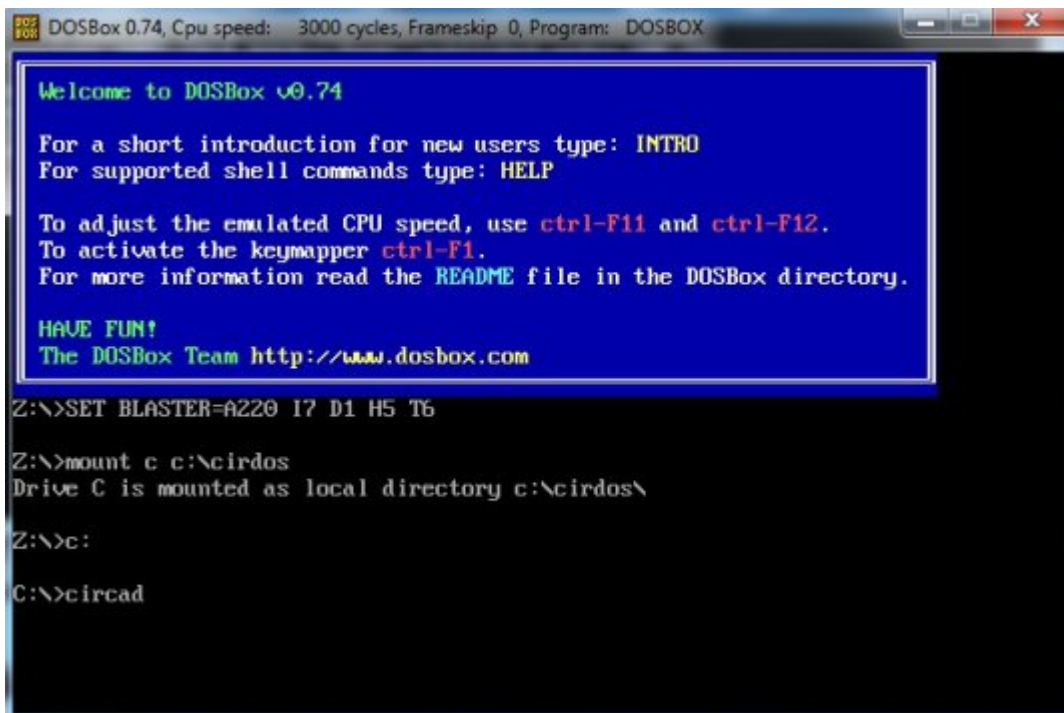 DOSBox 0.74, Cpu speed: 3000 cycles, Frameskip 0, Program: DOSBOX
Welcome to DOSBox v0.74
For a short introduction for new users type: INTRO
For supported shell commands type: HELP
To adjust the emulated CPU speed, use ctrl-F11 and ctrl-F12.
To activate the keymapper ctrl-F1.
For more information read the README file in the DOSBox directory.
HAVE FUN!
The DOSBox Team http://www.dosbox.com
Z:\>SET BLASTER=A220 I7 D1 H5 T6
Z:\>mount c c:\cirdos
Drive C is mounted as local directory c:\cirdos\
Z:\>c:
C:\>circad